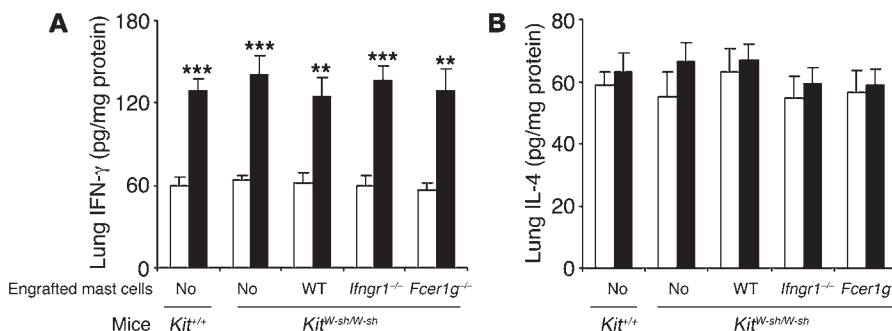 A
Lung IFN-γ (pg/mg protein)
180
120
60
0
*** *** ** *** **
Engrafted mast cells No No WT Ifngr1–/– Fcer1g–/–
Mice Kit+/+ KitW-sh/W-sh
B
Lung IL-4 (pg/mg protein)
80
60
40
20
0
No No WT Ifngr1–/– Fcer1g
Kit+/+ KitW-sh/W-sh